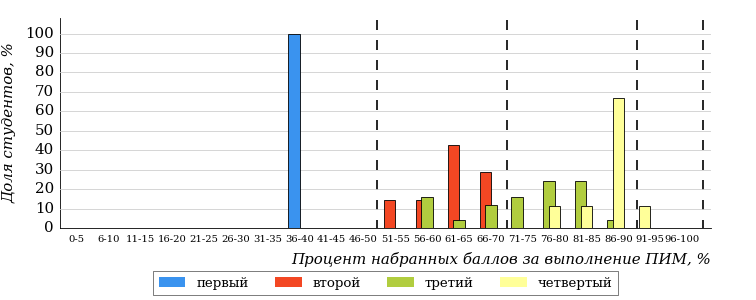 Доля студентов, %
100
90
80
70
60
50
40
30
20
10
0
0-5 6-10 11-15 16-20 21-25 26-30 31-35 36-40 41-45 46-50 51-55 56-60 61-65 66-70 71-75 76-80 81-85 86-90 91-95 96-100
Процент набранных баллов за выполнение ПИМ, %
первый второй третий четвертый